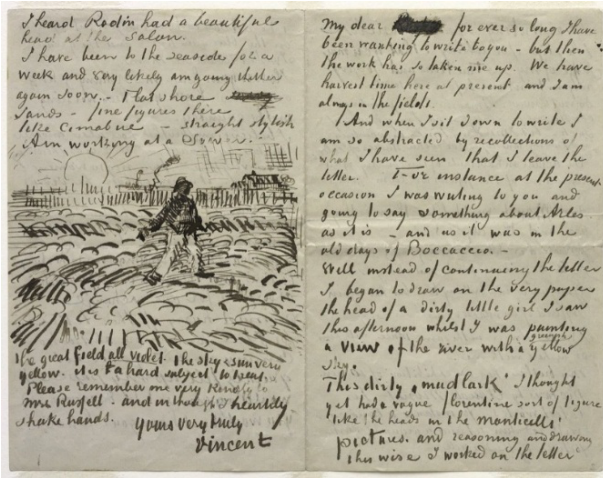 I heard Rodin had a beautiful
head at the Salon.
I have been to the seaside for a
week and very likely am going thither
again soon. - Flat shore
sands - fine figures there
like Cimabue - straight stylish
Am working at a Sower.
the great field all violet the sky & sun very
yellow. it is a hard subject to treat.
Please remember me very kindly to
Mrs Russell - and in thought I heartily
shake hands.
Yours very truly
Vincent
My dear for ever so long I have
been wanting to write to you - but then
the work has so taken me up. We have
harvest time here at present and I am
always in the fields.
And when I sit down to write I
am so abstracted by recollections of
what I have seen that I leave the
letter. For instance at the present
occasion I was writing to you and
going to say something about Arles
as it is - and as it was in the
old days of Boccaccio. -
Well instead of continuing the letter
I began to draw on the very paper
the head of a dirty little girl I saw
this afternoon whilst I was painting
a view of the river with a greenish yellow
sky.
This dirty „mudlark' I thought
yet had a vague florentine sort of figure
like the heads in the monticelli
pictures. and reasoning and drawing
this wise I worked on the letter